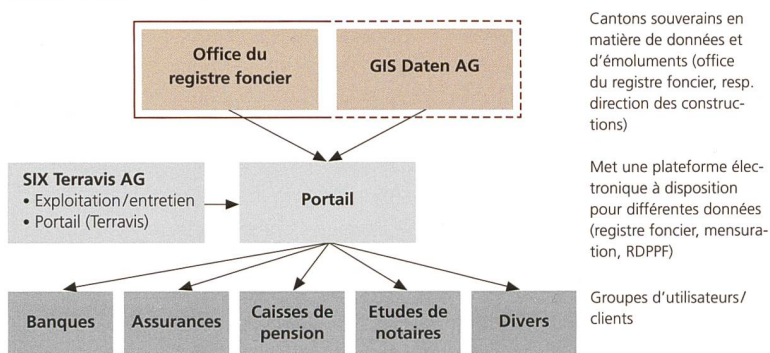 Office du
registre foncier
GIS Daten AG
Cantons souverains en
matière de données et
d'émoluments (office
du registre foncier, resp.
direction des construc-
tions)
SIX Terravis AG
• Exploitation/entretien
• Portail (Terravis)
Portail
Met une plateforme élec-
tronique à disposition
pour différentes données
(registre foncier, mensura-
tion, RDPPF)
Banques
Assurances
Caisses de
pension
Etudes de
notaires
Divers
Groupes d'utilisateurs/
clients